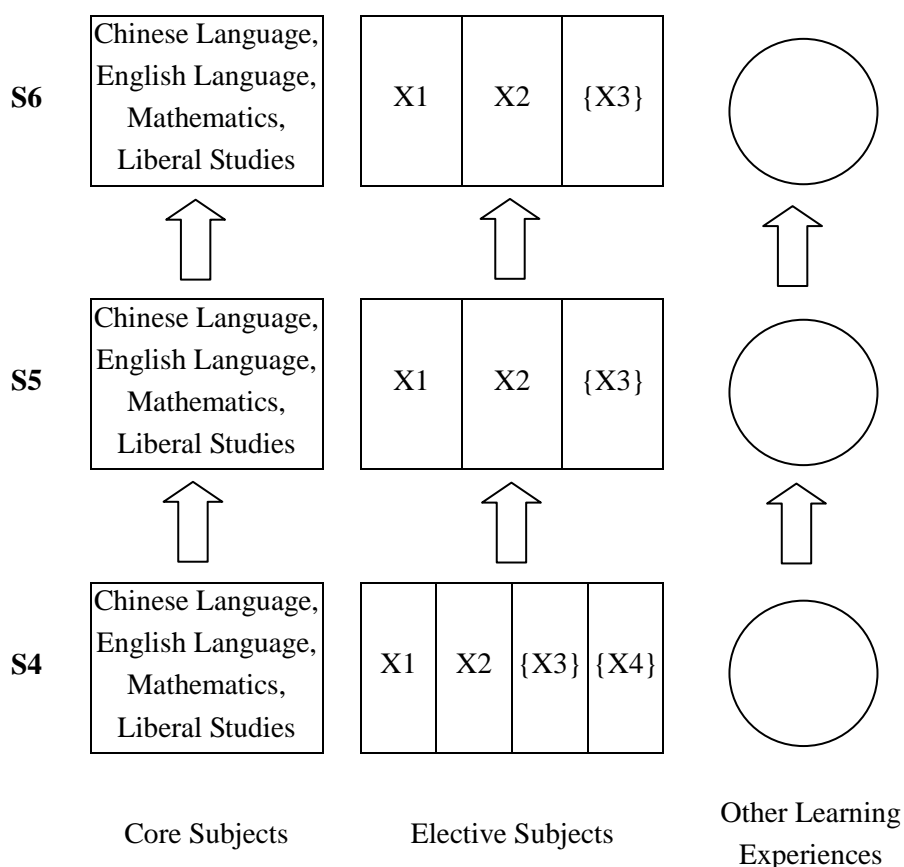 S6
Chinese Language,
English Language,
Mathematics,
Liberal Studies
X1
X2
{X3}
S5
Chinese Language,
English Language,
Mathematics,
Liberal Studies
X1
X2
{X3}
S4
Chinese Language,
English Language,
Mathematics,
Liberal Studies
X1
X2
{X3}
{X4}
Core Subjects
Elective Subjects
Other Learning
Experiences